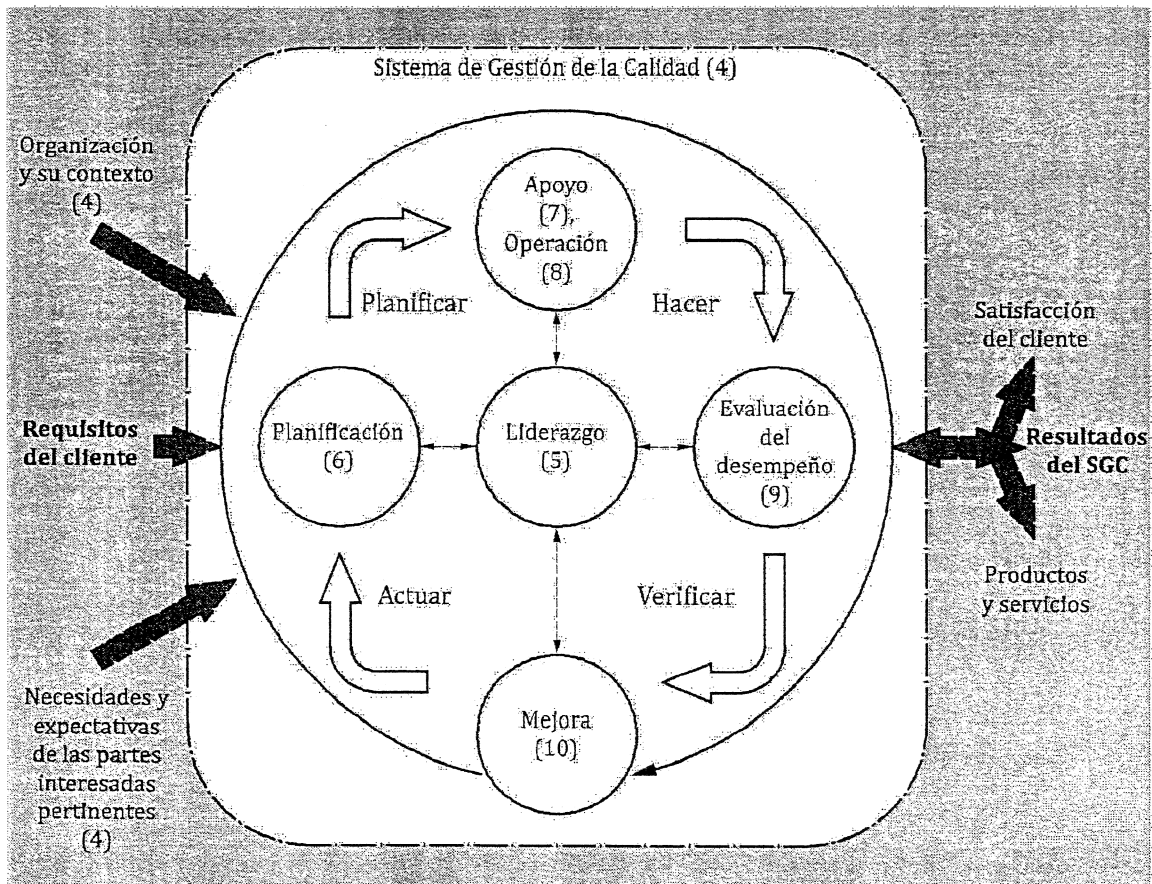 Sistema de Gestión de la Calidad (4)
Organización
y su contexto
(4)
Apoyo
(7),
Operación
(8)
Planificar
Hacer
Satisfacción
del cliente
Requisitos
del cliente
Planificación
(6)
Liderazgo
(5)
Evaluación
del
desempeño
(9)
Resultados
del SGC
Actuar
Verificar
Productos
y servicios
Necesidades y
expectativas
de las partes
interesadas
pertinentes
(4)
Mejora
(10)